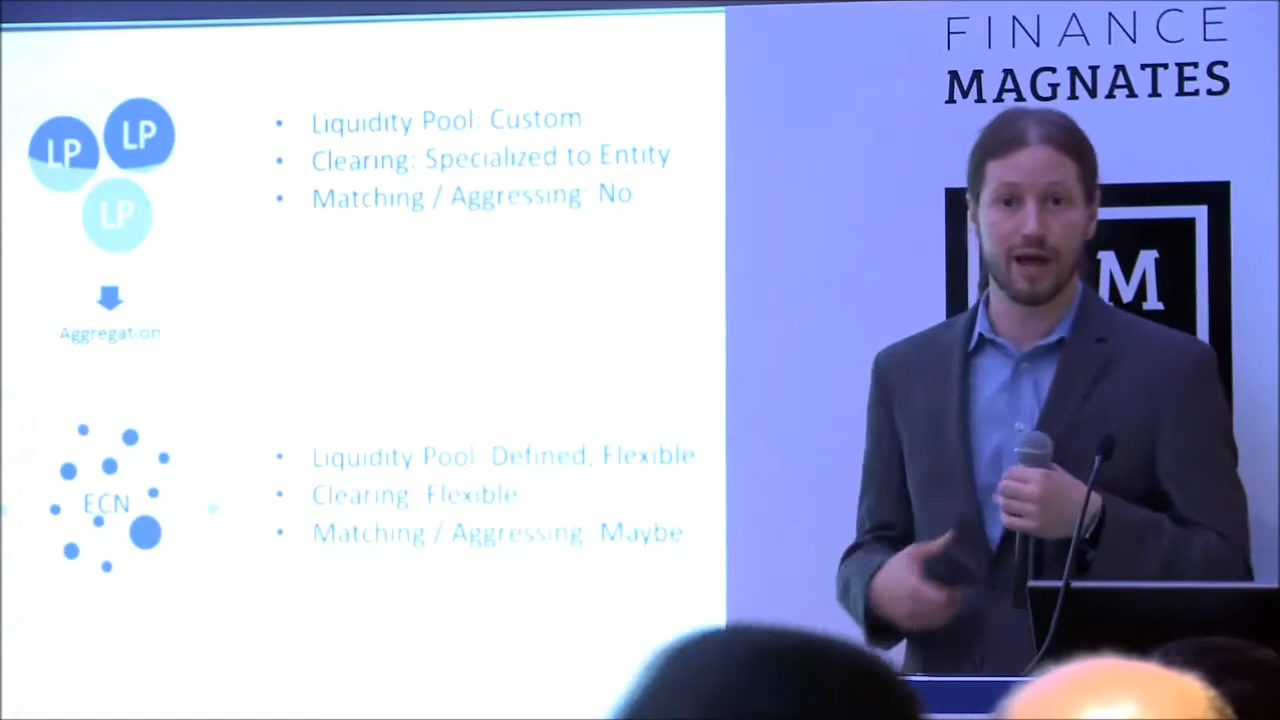 FINANCE
MAGNATES
M
LP
LP
LP
Aggregation
• Liquidity Pool: Custom
• Clearing: Specialized to Entity
• Matching / Aggressing: No
ECN
• Liquidity Pool: Defined, Flexible
• Clearing: Flexible
• Matching / Aggressing: Maybe